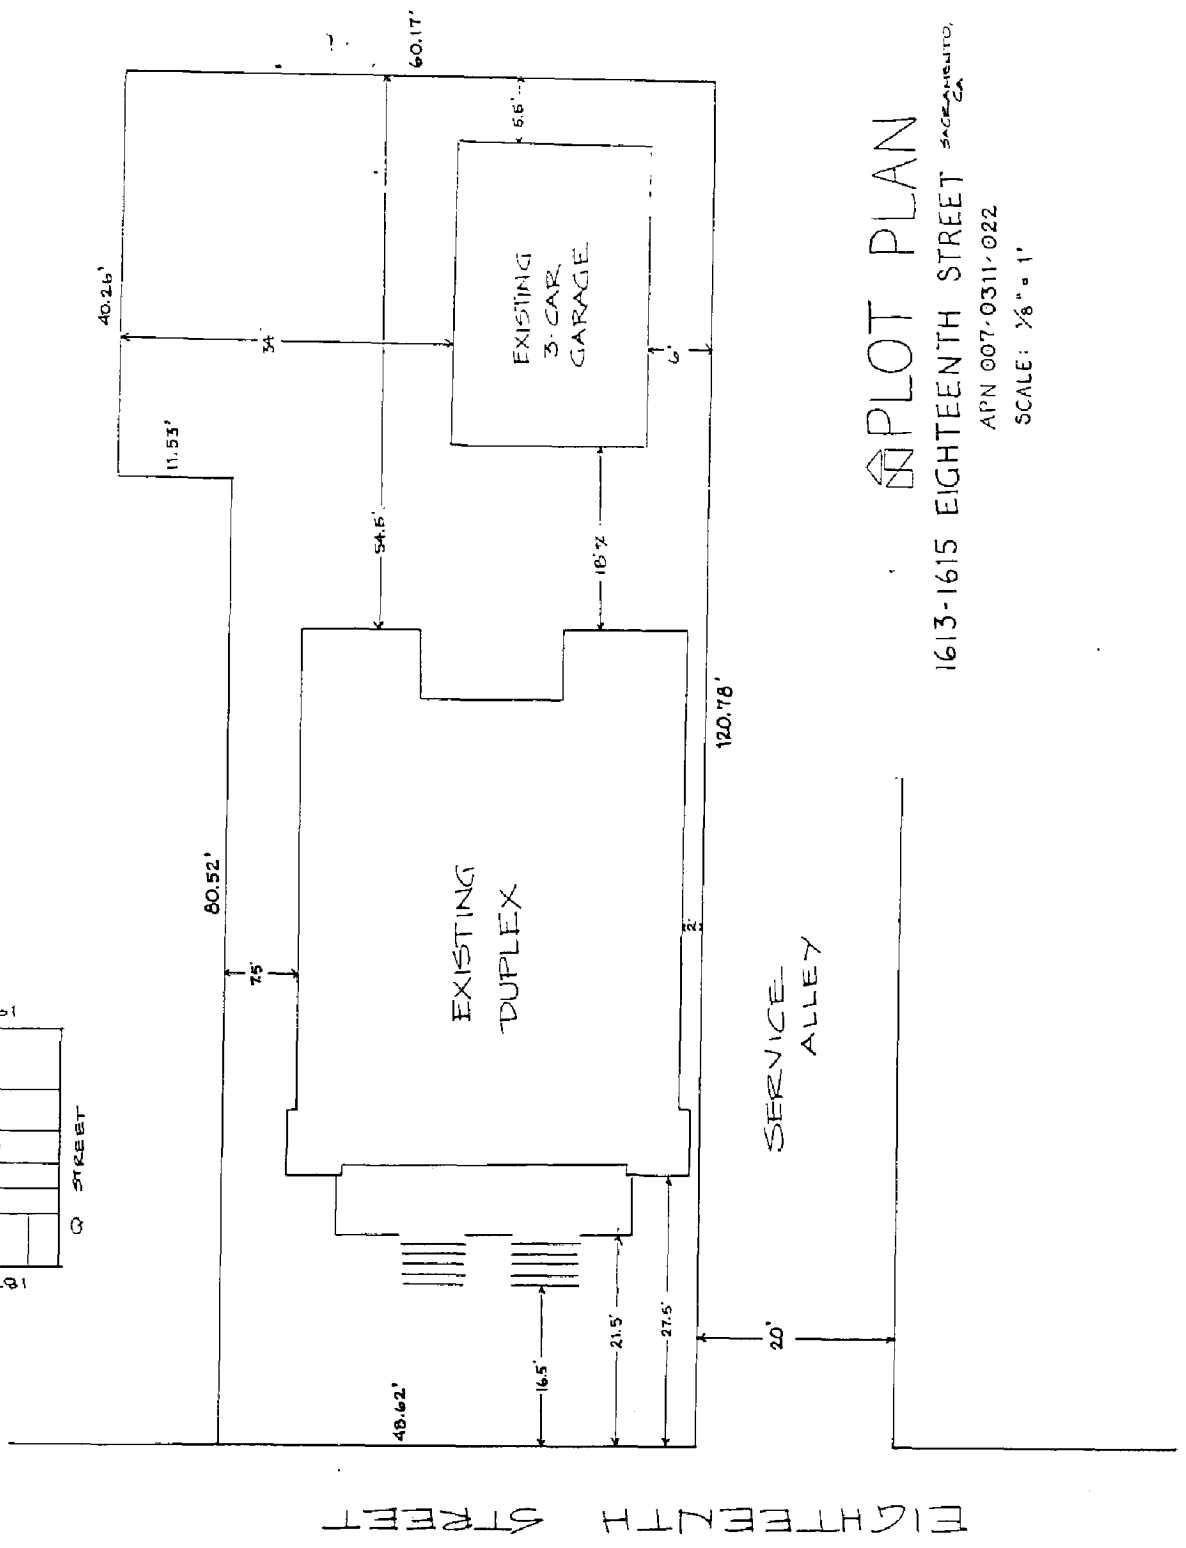 PLOT PLAN
1613-1615 EIGHTEENTH STREET SACRAMENTO, CA
APN 007-0311-022
SCALE: 1/8" = 1'
60.17'
40.26'
11.53'
34'
5.5'
EXISTING
3-CAR
GARAGE
6'
54.5'
18'
80.52'
120.78'
7.5'
EXISTING
DUPLEX
2'
SERVICE
ALLEY
20'
48.62'
16.5'
21.5'
27.5'
EIGHTEENTH STREET
Q STREET